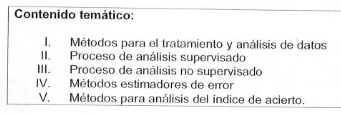 Contenido temático:
I. Métodos para el tratamiento y análisis de datos
II. Proceso de análisis supervisado
III. Proceso de análisis no supervisado
IV. Métodos estimadores de error
V. Métodos para análisis del índice de acierto.